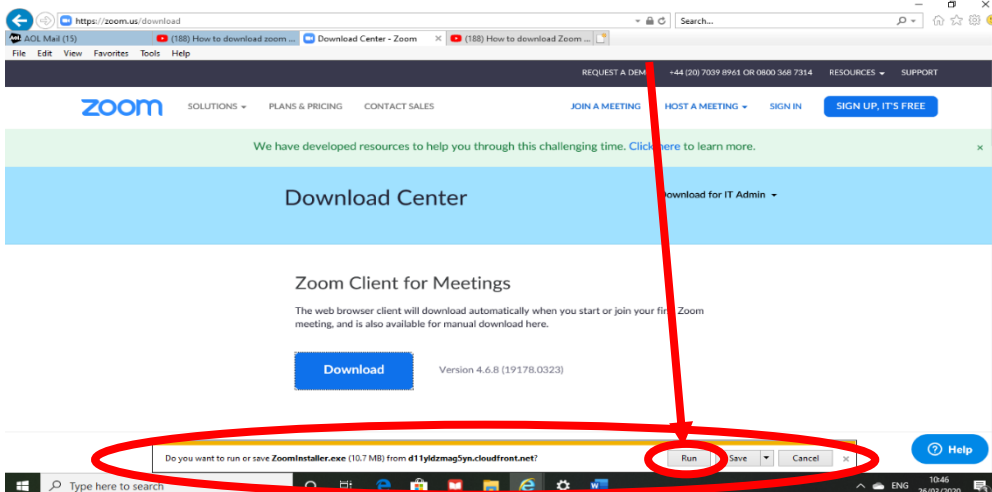 https://zoom.us/download
Search...
AOL Mail (15)
(188) How to download zoom ...
Download Center - Zoom
(188) How to download Zoom ...
File Edit View Favorites Tools Help
REQUEST A DEM
+44 (20) 7039 8961 OR 0800 368 7314
RESOURCES
SUPPORT
zoom
SOLUTIONS
PLANS & PRICING
CONTACT SALES
JOIN A MEETING
HOST A MEETING
SIGN IN
SIGN UP, IT'S FREE
We have developed resources to help you through this challenging time. Click here to learn more.
Download Center
Download for IT Admin
Zoom Client for Meetings
The web browser client will download automatically when you start or join your first Zoom
meeting, and is also available for manual download here.
Download
Version 4.6.8 (19178.0323)
Do you want to run or save ZoomInstaller.exe (10.7 MB) from d11yldzmag5yn.cloudfront.net?
Run
Save
Cancel
Help
Type here to search
ENG
10:46
26/03/2020